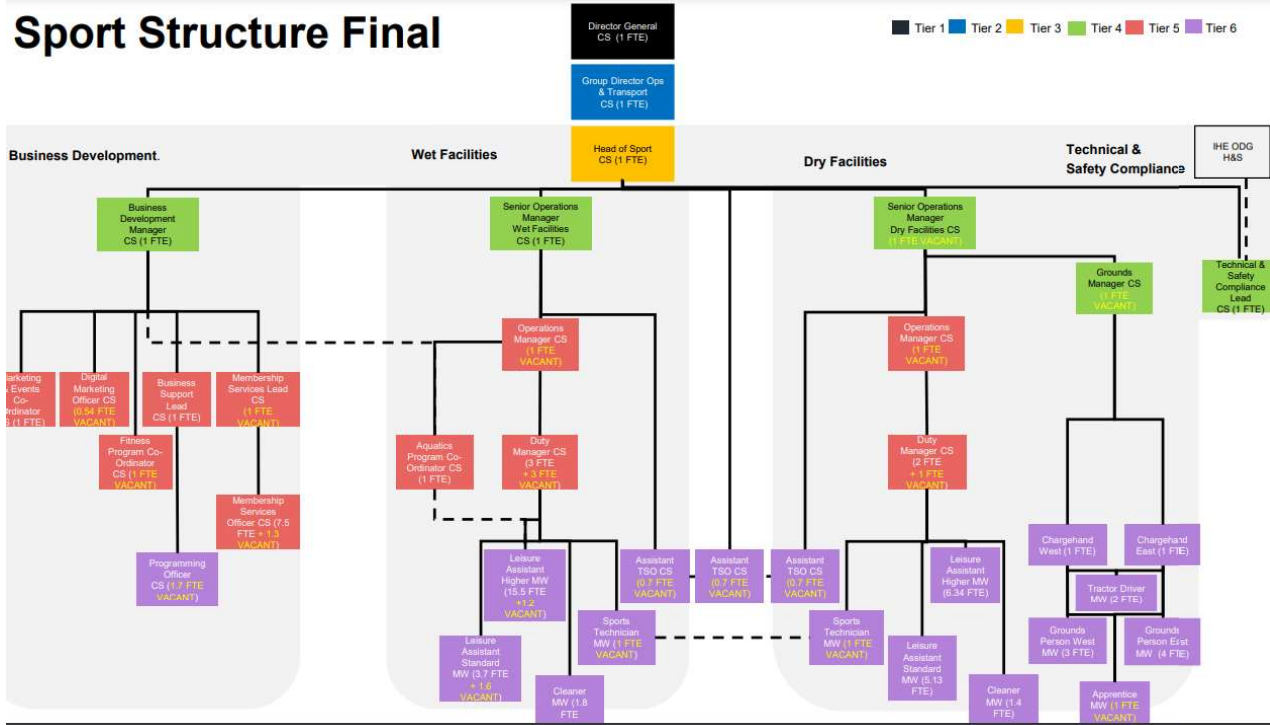 Sport Structure Final
Director General
CS (1 FTE)
Tier 1
Tier 2
Tier 3
Tier 4
Tier 5
Tier 6
Group Director Ops
& Transport
CS (1 FTE)
Head of Sport
CS (1 FTE)
Business Development.
Wet Facilities
Dry Facilities
Technical &
Safety Compliance
IHE ODG
H&S
Business
Development
Manager
CS (1 FTE)
Senior Operations
Manager
Wet Facilities
CS (1 FTE)
Senior Operations
Manager
Dry Facilities CS
(1 FTE VACANT)
Grounds
Manager CS
(1 FTE
VACANT)
Technical &
Safety
Compliance
Lead
CS (1 FTE)
Operations
Manager CS
(1 FTE
VACANT)
Operations
Manager CS
(1 FTE
VACANT)
arketing
Events
Co-
rdinator
(1 FTE)
Digital
Marketing
Officer CS
(0.54 FTE
VACANT)
Business
Support
Lead
CS (1 FTE)
Membership
Services Lead
CS
(1 FTE
VACANT)
Fitness
Program Co-
Ordinator
CS (1 FTE
VACANT)
Aquatics
Program Co-
Ordinator CS
(1 FTE)
Duty
Manager CS
(3 FTE
+ 3 FTE
VACANT)
Duty
Manager CS
(2 FTE
+ 1 FTE
VACANT)
Membership
Services
Officer CS (7.5
FTE + 1.3
VACANT)
Programming
Officer
CS (1.7 FTE
VACANT)
Leisure
Assistant
Higher MW
(15.5 FTE
+1.2
VACANT)
Assistant
TSO CS
(0.7 FTE
VACANT)
Assistant
TSO CS
(0.7 FTE
VACANT)
Assistant
TSO CS
(0.7 FTE
VACANT)
Leisure
Assistant
Higher MW
(6.34 FTE)
Chargehand
West (1 FTE)
Chargehand
East (1 FTE)
Tractor Driver
MW (2 FTE)
Sports
Technician
MW (1 FTE
VACANT)
Sports
Technician
MW (1 FTE
VACANT)
Grounds
Person West
MW (3 FTE)
Grounds
Person East
MW (4 FTE)
Leisure
Assistant
Standard
MW (3.7 FTE
+ 1.6
VACANT)
Leisure
Assistant
Standard
MW (5.13
FTE)
Cleaner
MW (1.8
FTE
Cleaner
MW (1.4
FTE)
Apprentice
MW (1 FTE
VACANT)